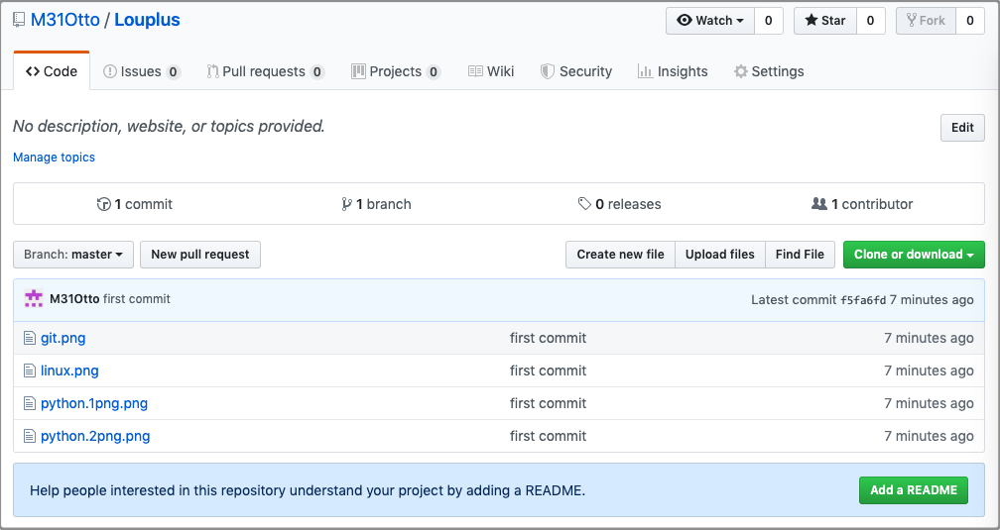 M31Otto / Louplus
Watch 0 Star 0 Fork 0
Code Issues 0 Pull requests 0 Projects 0 Wiki Security Insights Settings
No description, website, or topics provided.
Edit
Manage topics
1 commit 1 branch 0 releases 1 contributor
Branch: master New pull request Create new file Upload files Find File Clone or download
M31Otto first commit Latest commit f5fa6fd 7 minutes ago
git.png first commit 7 minutes ago
linux.png first commit 7 minutes ago
python.1png.png first commit 7 minutes ago
python.2png.png first commit 7 minutes ago
Help people interested in this repository understand your project by adding a README. Add a README